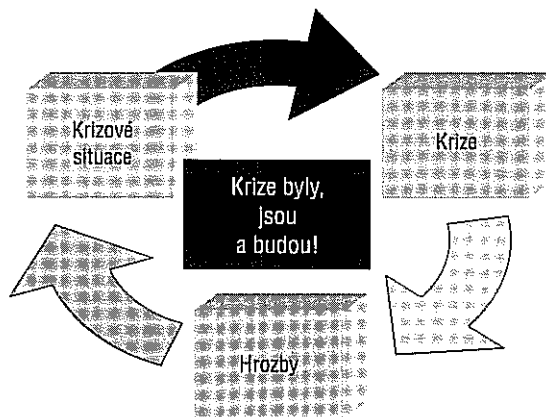 Krizové
situace
Krize
Krize byly,
jsou
a budou!
Hrozby